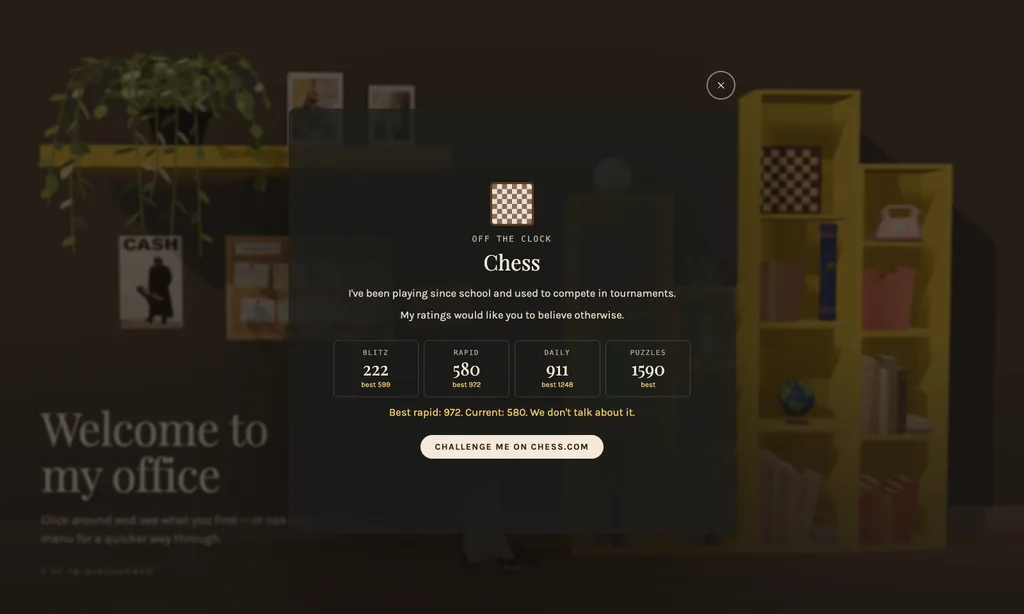 CASH
×
OFF THE CLOCK
Chess
I've been playing since school and used to compete in tournaments.
My ratings would like you to believe otherwise.
BLITZ
222
best 599
RAPID
580
best 972
DAILY
911
best 1248
PUZZLES
1590
best
Best rapid: 972. Current: 580. We don't talk about it.
CHALLENGE ME ON CHESS.COM
Welcome to
my office
Click around and see what you find — or use
menu for a quicker way through.